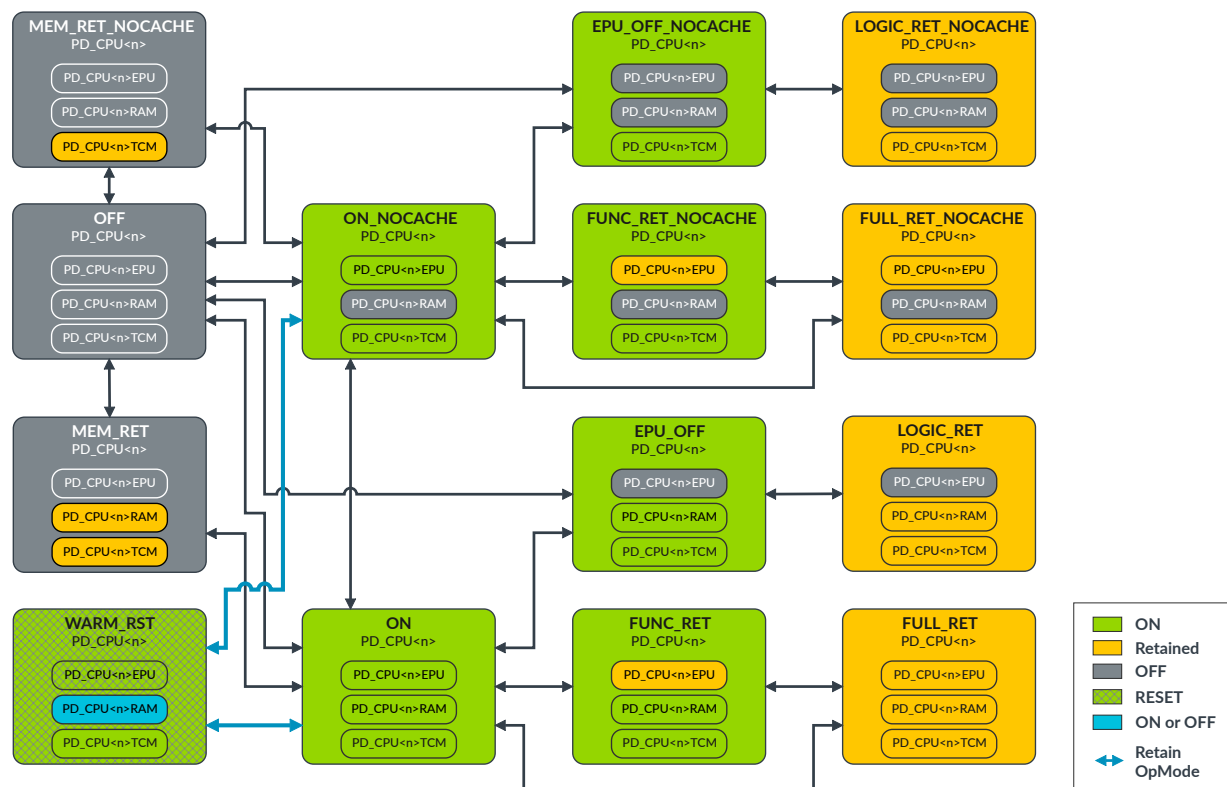 MEM_RET_NOCACHE
PD_CPU<n>
PD_CPU<n>EPU
PD_CPU<n>RAM
PD_CPU<n>TCM
EPU_OFF_NOCACHE
PD_CPU<n>
PD_CPU<n>EPU
PD_CPU<n>RAM
PD_CPU<n>TCM
LOGIC_RET_NOCACHE
PD_CPU<n>
PD_CPU<n>EPU
PD_CPU<n>RAM
PD_CPU<n>TCM
OFF
PD_CPU<n>
PD_CPU<n>EPU
PD_CPU<n>RAM
PD_CPU<n>TCM
ON_NOCACHE
PD_CPU<n>
PD_CPU<n>EPU
PD_CPU<n>RAM
PD_CPU<n>TCM
FUNC_RET_NOCACHE
PD_CPU<n>
PD_CPU<n>EPU
PD_CPU<n>RAM
PD_CPU<n>TCM
FULL_RET_NOCACHE
PD_CPU<n>
PD_CPU<n>EPU
PD_CPU<n>RAM
PD_CPU<n>TCM
MEM_RET
PD_CPU<n>
PD_CPU<n>EPU
PD_CPU<n>RAM
PD_CPU<n>TCM
EPU_OFF
PD_CPU<n>
PD_CPU<n>EPU
PD_CPU<n>RAM
PD_CPU<n>TCM
LOGIC_RET
PD_CPU<n>
PD_CPU<n>EPU
PD_CPU<n>RAM
PD_CPU<n>TCM
WARM_RST
PD_CPU<n>
PD_CPU<n>EPU
PD_CPU<n>RAM
PD_CPU<n>TCM
ON
PD_CPU<n>
PD_CPU<n>EPU
PD_CPU<n>RAM
PD_CPU<n>TCM
FUNC_RET
PD_CPU<n>
PD_CPU<n>EPU
PD_CPU<n>RAM
PD_CPU<n>TCM
FULL_RET
PD_CPU<n>
PD_CPU<n>EPU
PD_CPU<n>RAM
PD_CPU<n>TCM
ON
Retained
OFF
RESET
ON or OFF
Retain
OpMode